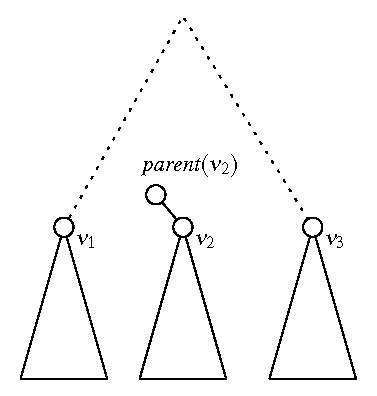 parent(v₂)
v₁
v₂
v₃